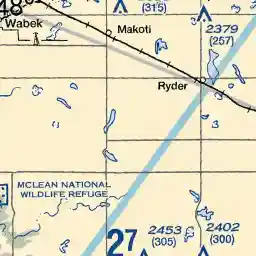 (315)
2379
(257)
Wabek
Makoti
Ryder
MCLEAN NATIONAL
WILDLIFE REFUGE
27
2453
(305)
2402
(300)